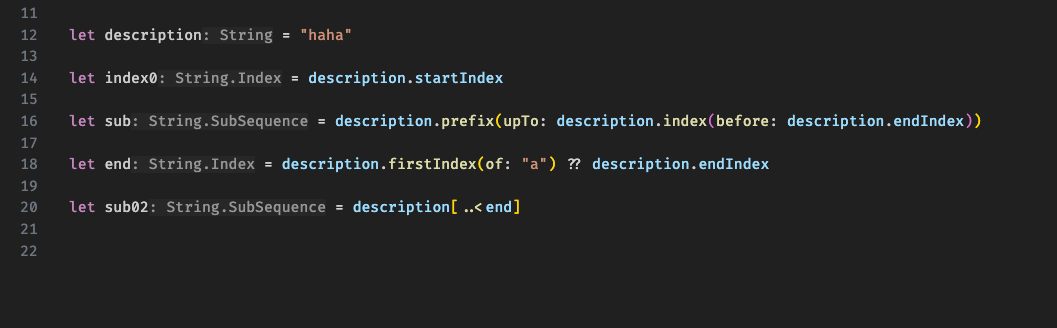 11
12 let description: String = "haha"
13
14 let index0: String.Index = description.startIndex
15
16 let sub: String.SubSequence = description.prefix(upTo: description.index(before: description.endIndex))
17
18 let end: String.Index = description.firstIndex(of: "a") ?? description.endIndex
19
20 let sub02: String.SubSequence = description[..<end]
21
22